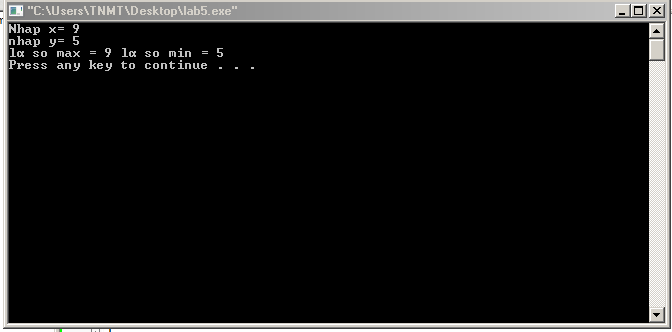 "C:\Users\TNMT\Desktop\lab5.exe"
Nhap x= 9
nhap y= 5
lα so max = 9 lα so min = 5
Press any key to continue . . .